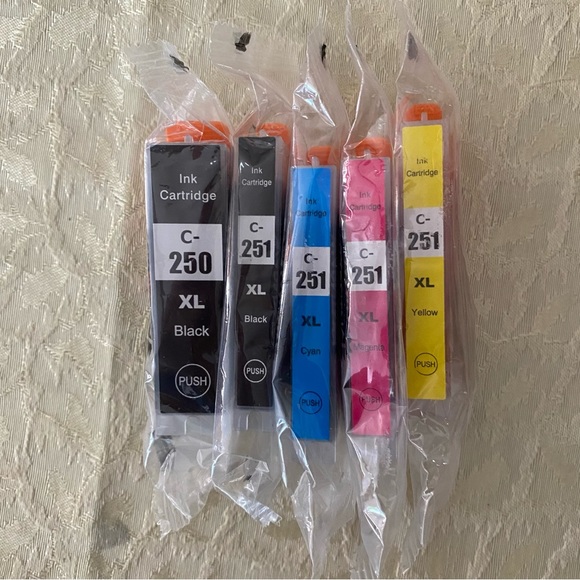 Ink
Cartridge
C-
250
XL
Black
PUSH
Ink
Cartridge
C-
251
XL
Black
PUSH
Ink
Cartridge
C-
251
XL
Cyan
PUSH
Ink
Cartridge
C-
251
XL
Magenta
PUSH
Ink
Cartridge
C-
251
XL
Yellow
PUSH